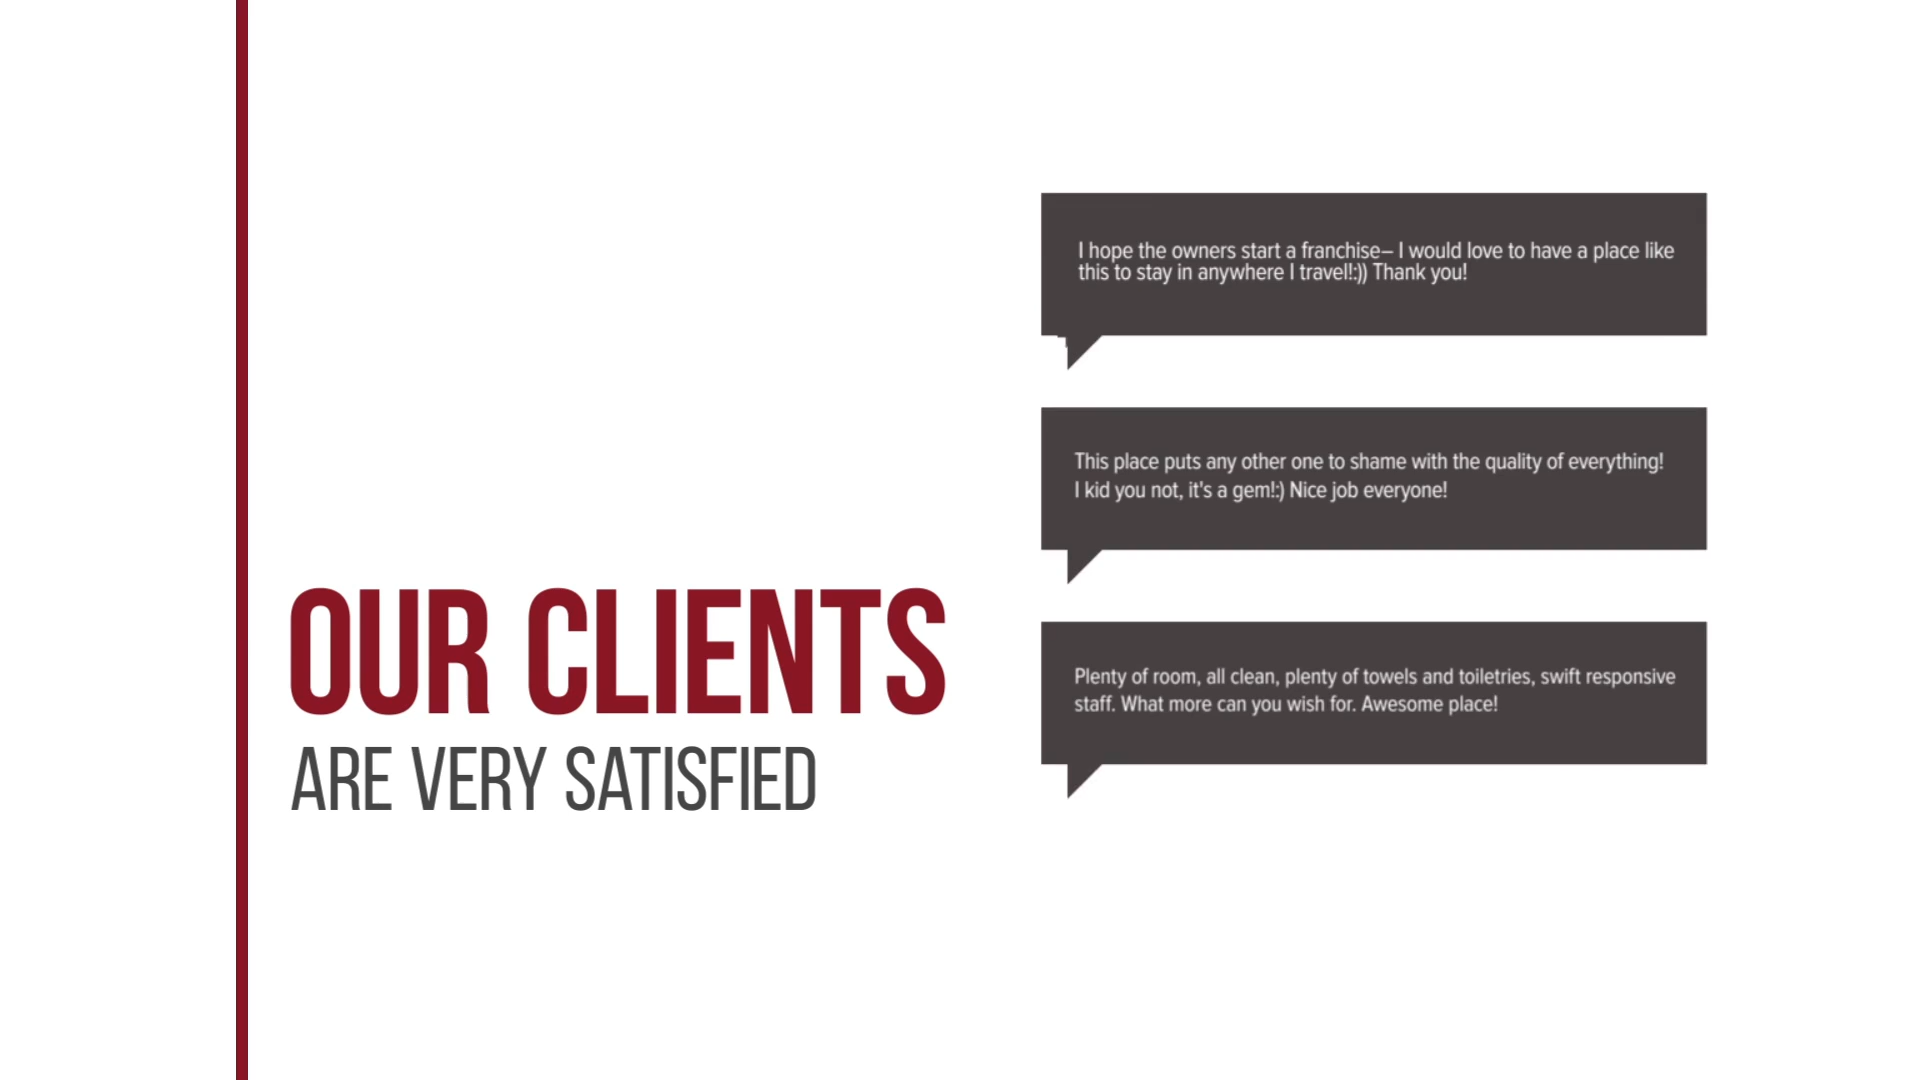 OUR CLIENTS
ARE VERY SATISFIED
I hope the owners start a franchise– I would love to have a place like
this to stay in anywhere I travel!:)) Thank you!
This place puts any other one to shame with the quality of everything!
I kid you not, it's a gem!:) Nice job everyone!
Plenty of room, all clean, plenty of towels and toiletries, swift responsive
staff. What more can you wish for. Awesome place!